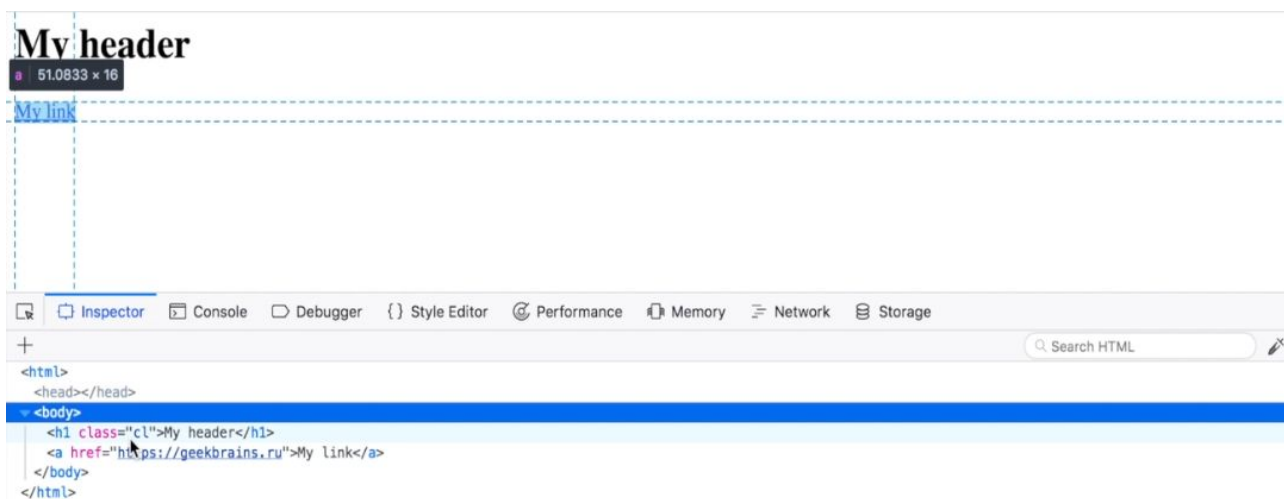 My header
a 51.0833 × 16
My link
Inspector Console Debugger {} Style Editor Performance Memory Network Storage
+ Search HTML
<html>
<head></head>
<body>
<h1 class="cl">My header</h1>
<a href="https://geekbrains.ru">My link</a>
</body>
</html>